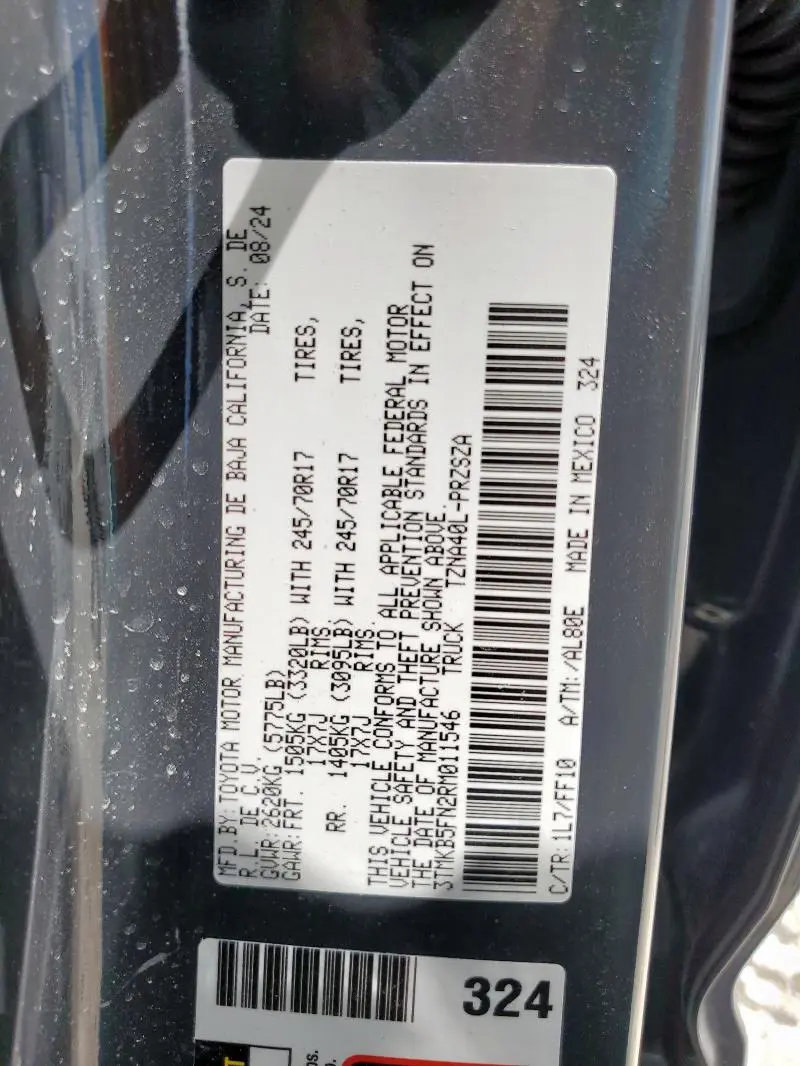 MFD.BY:TOYOTA MOTOR MANUFACTURING DE BAJA CALIFORNIA, S. DE
R.L. DE C.V. DATE: 08/24
GVWR:2620KG (5775LB)
GAWR:FRT. 1505KG (3320LB) WITH 245/70R17 TIRES,
17X7J RIMS.
RR. 1405KG (3095LB) WITH 245/70R17 TIRES,
17X7J RIMS.
THIS VEHICLE CONFORMS TO ALL APPLICABLE FEDERAL MOTOR
VEHICLE SAFETY AND THEFT PREVENTION STANDARDS IN EFFECT ON
THE DATE OF MANUFACTURE SHOWN ABOVE.
3TMKB5FN2RM011546 TRUCK TZNA40L-PRZSZA
C/TR:1L7/FF10 A/TM:/AL80E MADE IN MEXICO 324
324